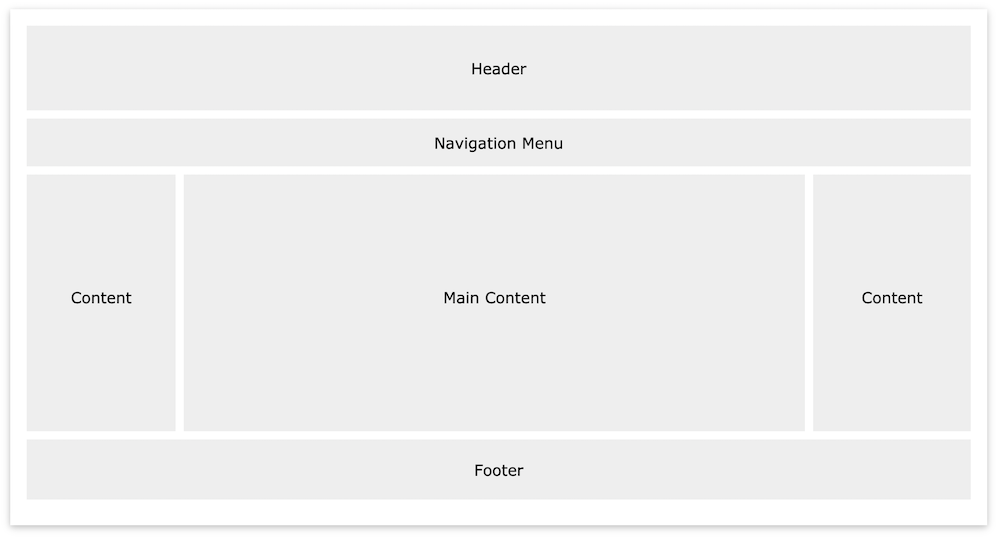 Header
Navigation Menu
Content
Main Content
Content
Footer